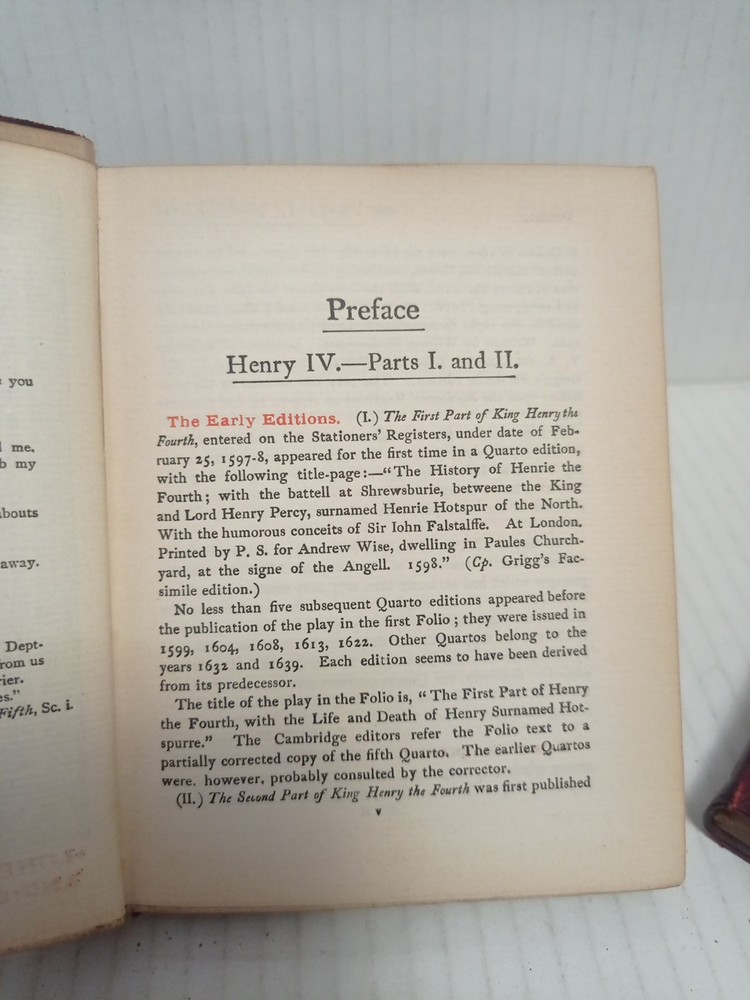 you
me.
my
abouts
away.
Dept-
from us
rier.
es."
Fifth, Sc. i.
Preface
Henry IV.—Parts I. and II.
The Early Editions. (I.) The First Part of King Henry the
Fourth, entered on the Stationers' Registers, under date of Feb-
ruary 25, 1597-8, appeared for the first time in a Quarto edition,
with the following title-page:—"The History of Henrie the
Fourth; with the battell at Shrewsburie, betweene the King
and Lord Henry Percy, surnamed Henrie Hotspur of the North.
With the humorous conceits of Sir Iohn Falstalffe. At London.
Printed by P. S. for Andrew Wise, dwelling in Paules Church-
yard, at the signe of the Angell. 1598." (Cp. Grigg's Fac-
simile edition.)
No less than five subsequent Quarto editions appeared before
the publication of the play in the first Folio; they were issued in
1599, 1604, 1608, 1613, 1622. Other Quartos belong to the
years 1632 and 1639. Each edition seems to have been derived
from its predecessor.
The title of the play in the Folio is, "The First Part of Henry
the Fourth, with the Life and Death of Henry Surnamed Hot-
spurre." The Cambridge editors refer the Folio text to a
partially corrected copy of the fifth Quarto. The earlier Quartos
were, however, probably consulted by the corrector.
(II.) The Second Part of King Henry the Fourth was first published
v